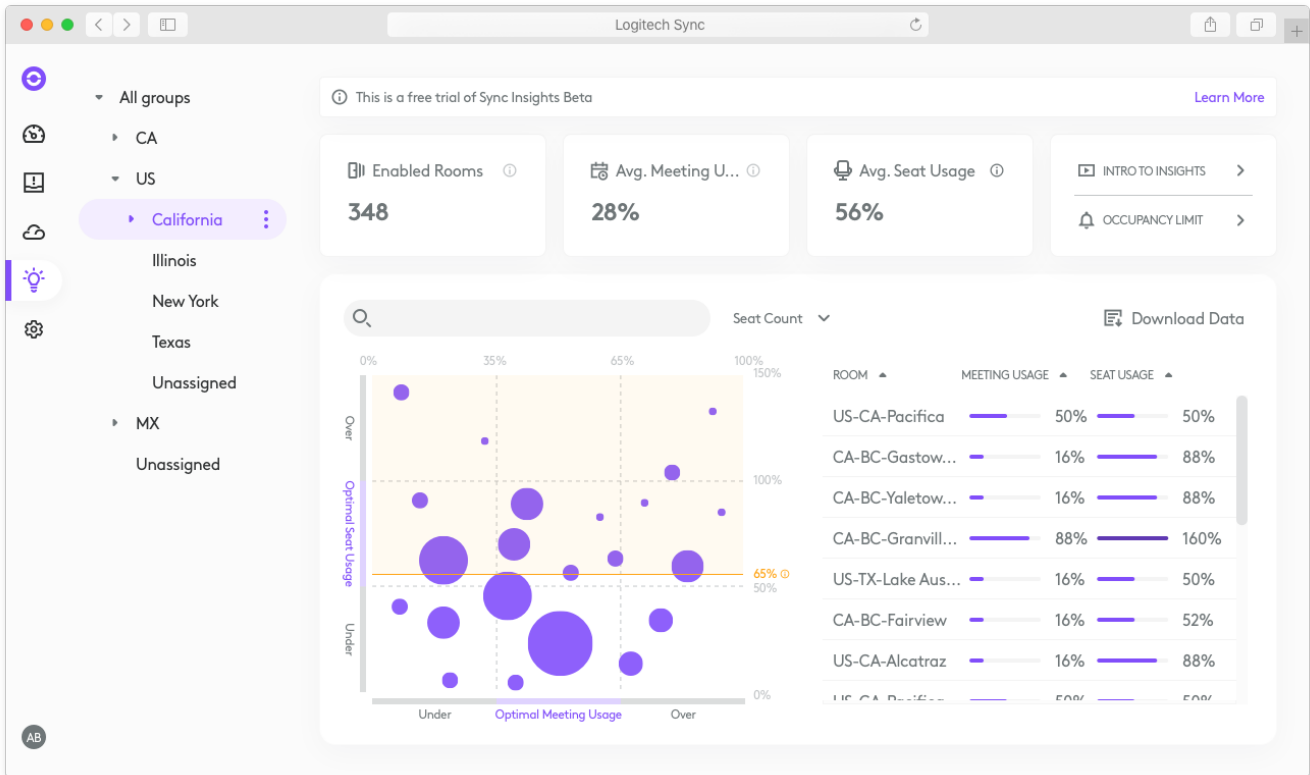 Logitech Sync
All groups
CA
US
California
Illinois
New York
Texas
Unassigned
MX
Unassigned
AB
This is a free trial of Sync Insights Beta
Learn More
Enabled Rooms
348
Avg. Meeting U...
28%
Avg. Seat Usage
56%
INTRO TO INSIGHTS
OCCUPANCY LIMIT
Seat Count
Download Data
0% 35% 65% 100%
150%
100%
65%
50%
0%
Over
Optimal Seat Usage
Under
Under Optimal Meeting Usage Over
ROOM MEETING USAGE SEAT USAGE
US-CA-Pacifica 50% 50%
CA-BC-Gastow... 16% 88%
CA-BC-Yaletow... 16% 88%
CA-BC-Granvill... 88% 160%
US-TX-Lake Aus... 16% 50%
CA-BC-Fairview 16% 52%
US-CA-Alcatraz 16% 88%
US-CA-Pacifica 50% 50%